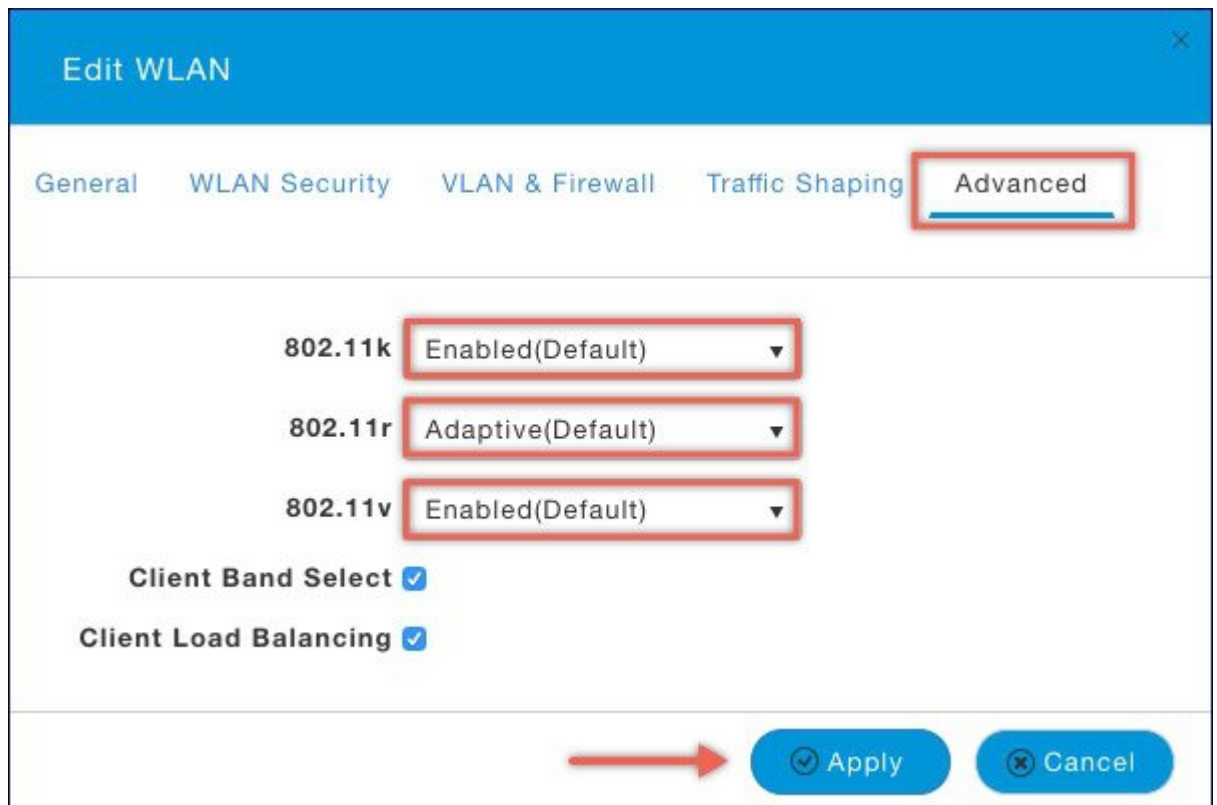 Edit WLAN
General WLAN Security VLAN & Firewall Traffic Shaping Advanced
802.11k Enabled(Default)
802.11r Adaptive(Default)
802.11v Enabled(Default)
Client Band Select
Client Load Balancing
Apply Cancel